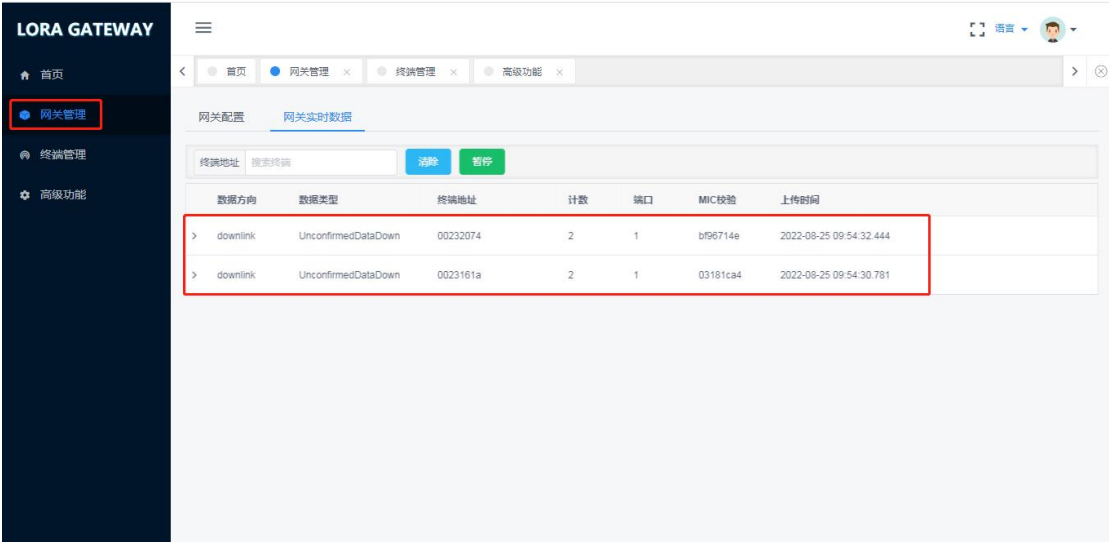 LORA GATEWAY
语言
首页
网关管理
终端管理
高级功能
首页
网关管理
终端管理
高级功能
网关配置 网关实时数据
终端地址 搜索终端 清除 暂停
数据方向 数据类型 终端地址 计数 端口 MIC校验 上传时间
downlink UnconfirmedDataDown 00232074 2 1 bf96714e 2022-08-25 09:54:32.444
downlink UnconfirmedDataDown 0023161a 2 1 03181ca4 2022-08-25 09:54:30.781